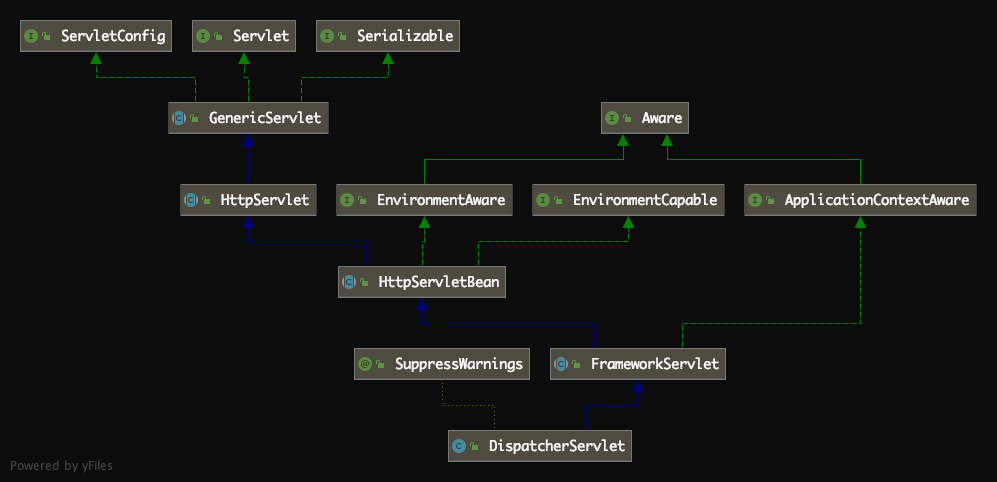 ServletConfig
Servlet
Serializable
GenericServlet
Aware
HttpServlet
EnvironmentAware
EnvironmentCapable
ApplicationContextAware
HttpServletBean
SuppressWarnings
FrameworkServlet
DispatcherServlet
Powered by yFiles